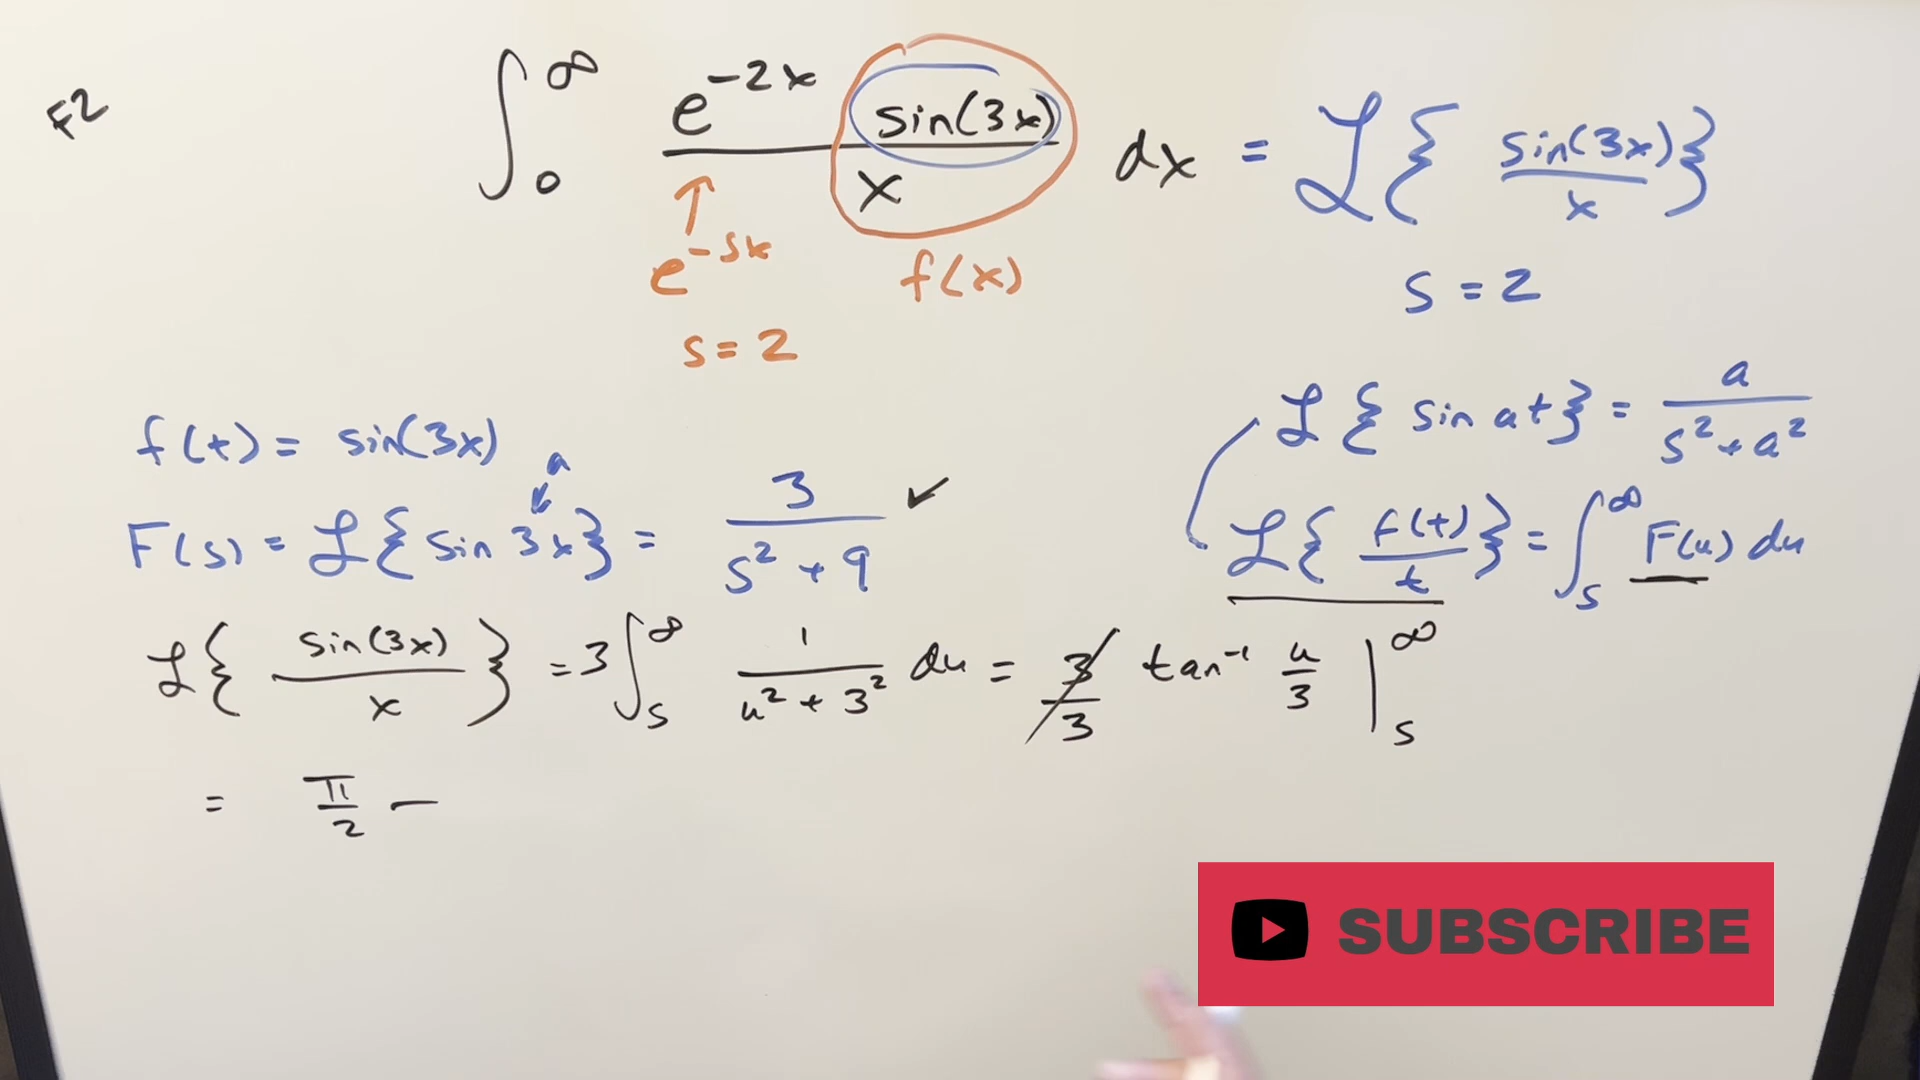 F2
∫₀^∞ e^(-2x) sin(3x) / x dx = ℒ{ sin(3x) / x }
↑
e^(-sx) f(x)
s = 2
s = 2
ℒ{ sin at } = a / (s² + a²)
f(t) = sin(3x)
a
F(s) = ℒ{ sin 3x } = 3 / (s² + 9) ✓
ℒ{ f(t) / t } = ∫ₛ^∞ F(u) du
ℒ{ sin(3x) / x } = 3 ∫ₛ^∞ 1 / (u² + 3²) du = 3/3 tan⁻¹ u/3 |ₛ^∞
= π/2 −
SUBSCRIBE